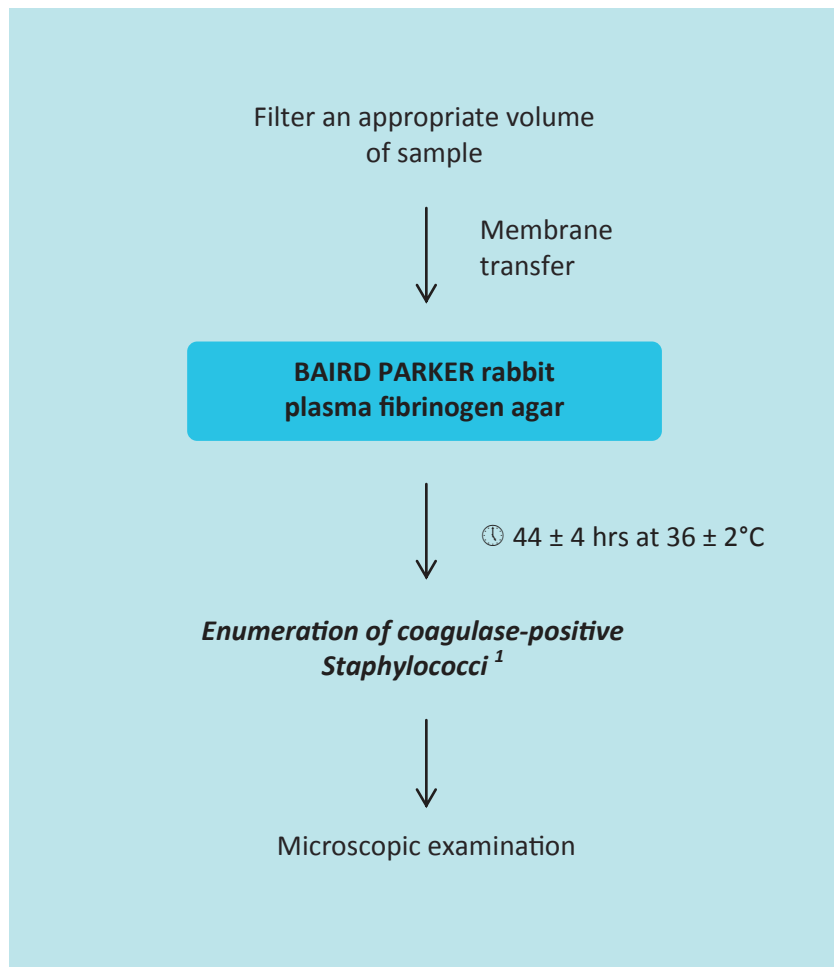 Filter an appropriate volume
of sample
Membrane
transfer
BAIRD PARKER rabbit
plasma fibrinogen agar
🕔 44 ± 4 hrs at 36 ± 2°C
Enumeration of coagulase-positive
Staphylococci ¹
Microscopic examination